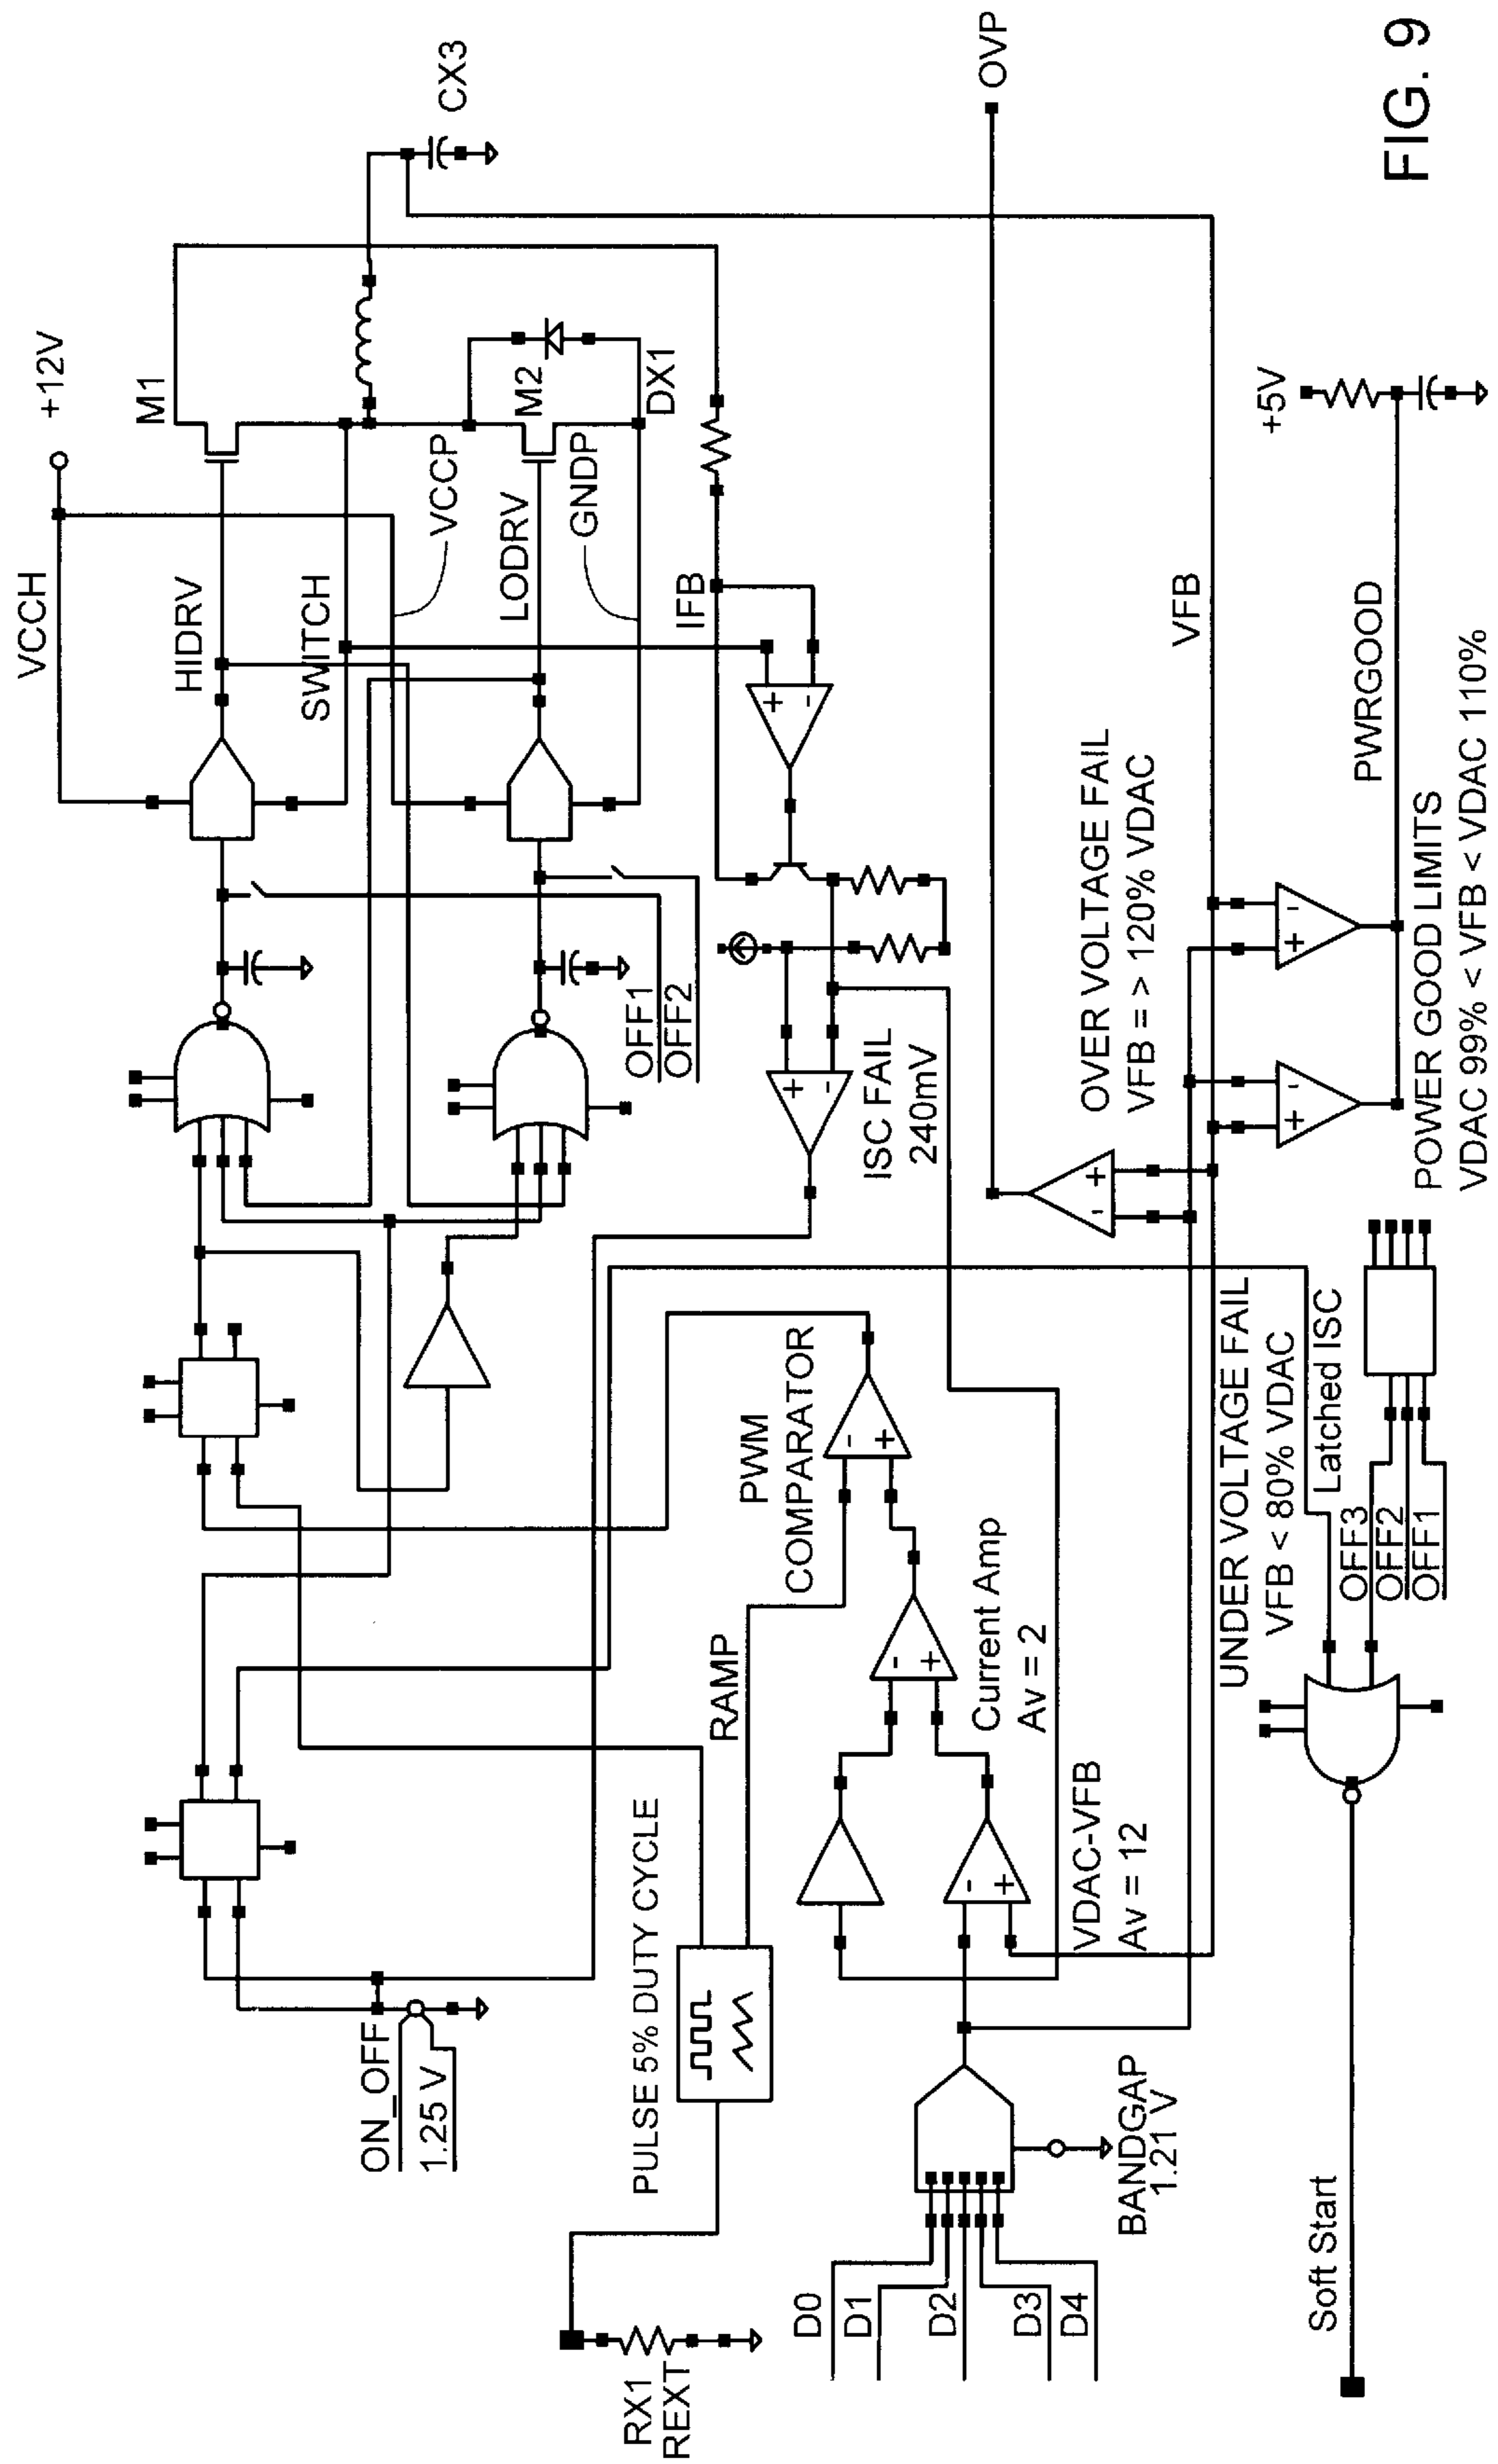 VCCH
+12V
HIDRV
M1
CX3
SWITCH
VCCP
LODRV
M2
GNDP
DX1
OFF1
OFF2
IFB
OVP
ISC FAIL
240mV
ON_OFF
1.25 V
PULSE 5% DUTY CYCLE
RAMP
PWM
COMPARATOR
RX1
REXT
D0
D1
D2
D3
D4
BANDGAP
1.21 V
VDAC-VFB
Av = 12
Current Amp
Av = 2
OVER VOLTAGE FAIL
VFB = > 120% VDAC
VFB
UNDER VOLTAGE FAIL
VFB < 80% VDAC
Latched ISC
OFF3
OFF2
OFF1
+5V
PWRGOOD
POWER GOOD LIMITS
VDAC 99% < VFB < VDAC 110%
Soft Start
+
-
+
-
-
+
-
+
-
+
-
+
+
-
+
-
FIG. 9